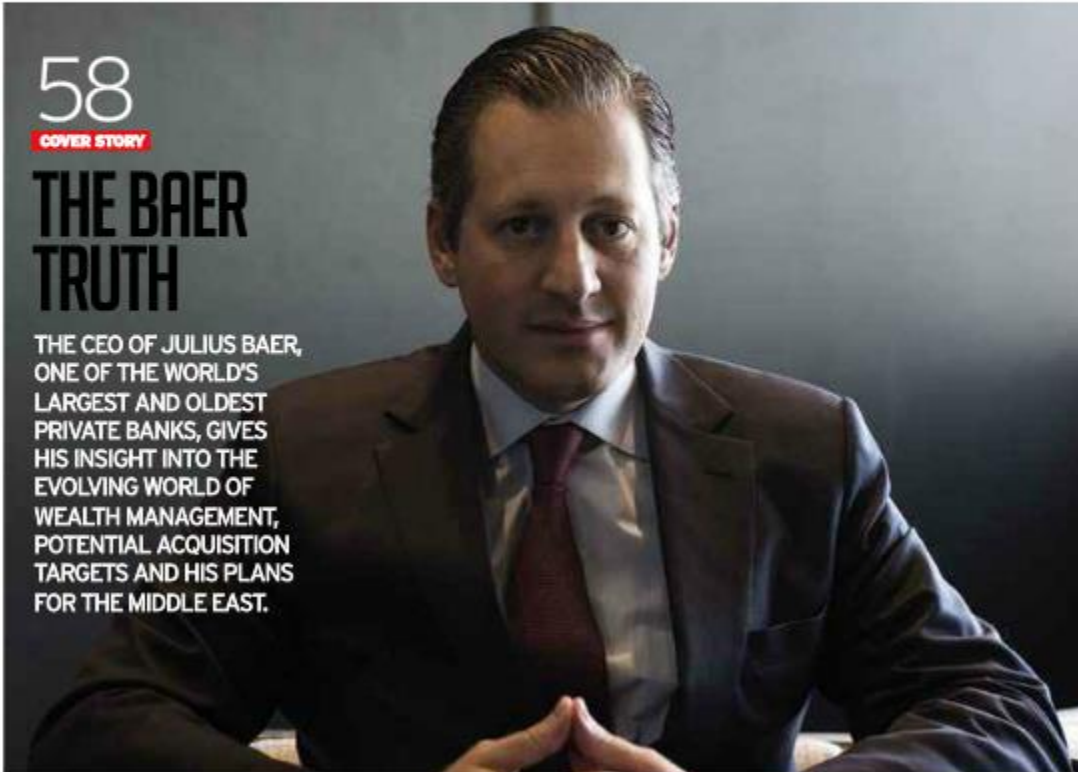 58
COVER STORY
THE BAER
TRUTH
THE CEO OF JULIUS BAER,
ONE OF THE WORLD'S
LARGEST AND OLDEST
PRIVATE BANKS, GIVES
HIS INSIGHT INTO THE
EVOLVING WORLD OF
WEALTH MANAGEMENT,
POTENTIAL ACQUISITION
TARGETS AND HIS PLANS
FOR THE MIDDLE EAST.